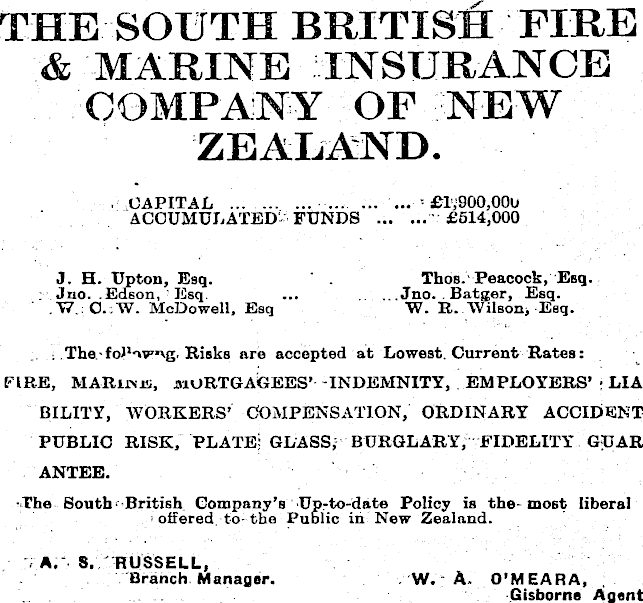 THE SOUTH BRITISH FIRE
& MARINE INSURANCE
COMPANY OF NEW
ZEALAND.
CAPITAL ... ... ... ... ... ... £1,900,000
ACCUMULATED FUNDS ... ... £514,000
J. H. Upton, Esq. Thos. Peacock, Esq.
Jno. Edson, Esq. ... Jno. Batger, Esq.
W. C. W. McDowell, Esq W. R. Wilson, Esq.
The following Risks are accepted at Lowest Current Rates:
FIRE, MARINE, MORTGAGEES' INDEMNITY, EMPLOYERS' LIA
BILITY, WORKERS' COMPENSATION, ORDINARY ACCIDENT
PUBLIC RISK, PLATE GLASS, BURGLARY, FIDELITY GUAR
ANTEE.
The South British Company's Up-to-date Policy is the most liberal
offered to the Public in New Zealand.
A. S. RUSSELL,
Branch Manager.
W. A. O'MEARA,
Gisborne Agent